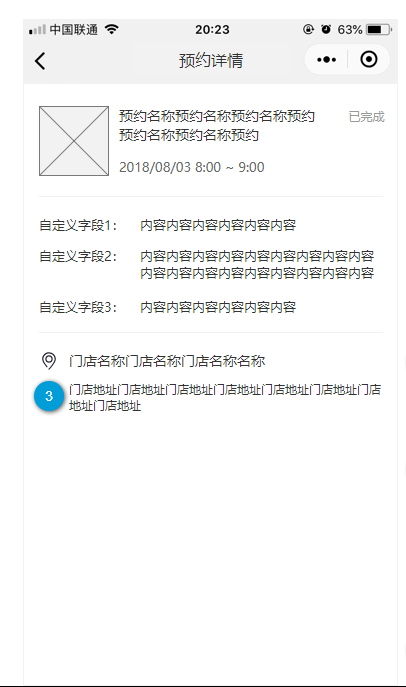 中国联通 20:23 63%
预约详情
预约名称预约名称预约名称预约 已完成
预约名称预约名称预约
2018/08/03 8:00 ~ 9:00
自定义字段1： 内容内容内容内容内容内容
自定义字段2： 内容内容内容内容内容内容内容内容内容
内容内容内容内容内容内容内容内容内容
自定义字段3： 内容内容内容内容内容内容
门店名称门店名称门店名称名称
3 门店地址门店地址门店地址门店地址门店地址门店地址门店
地址门店地址